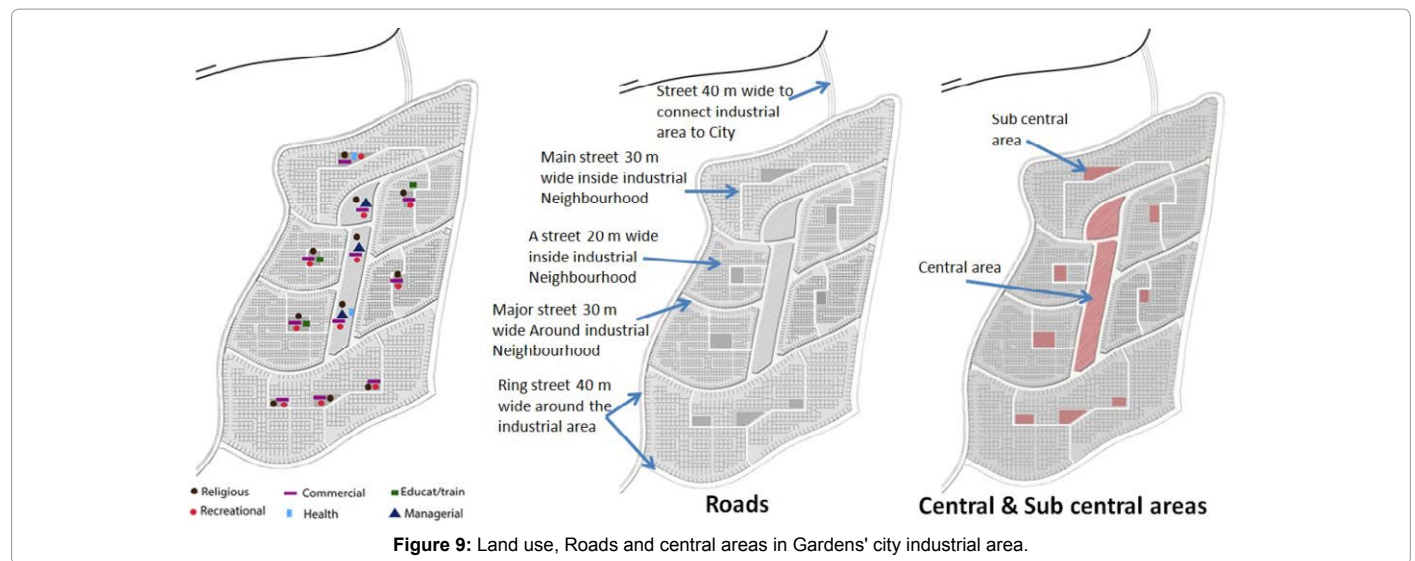 Religious
Commercial
Educat/train
Recreational
Health
Managerial
Street 40 m wide to
connect industrial
area to City
Main street 30 m
wide inside industrial
Neighbourhood
A street 20 m wide
inside industrial
Neighbourhood
Major street 30 m
wide Around industrial
Neighbourhood
Ring street 40 m
wide around the
industrial area
Roads
Sub central
area
Central area
Central & Sub central areas
Figure 9: Land use, Roads and central areas in Gardens' city industrial area.